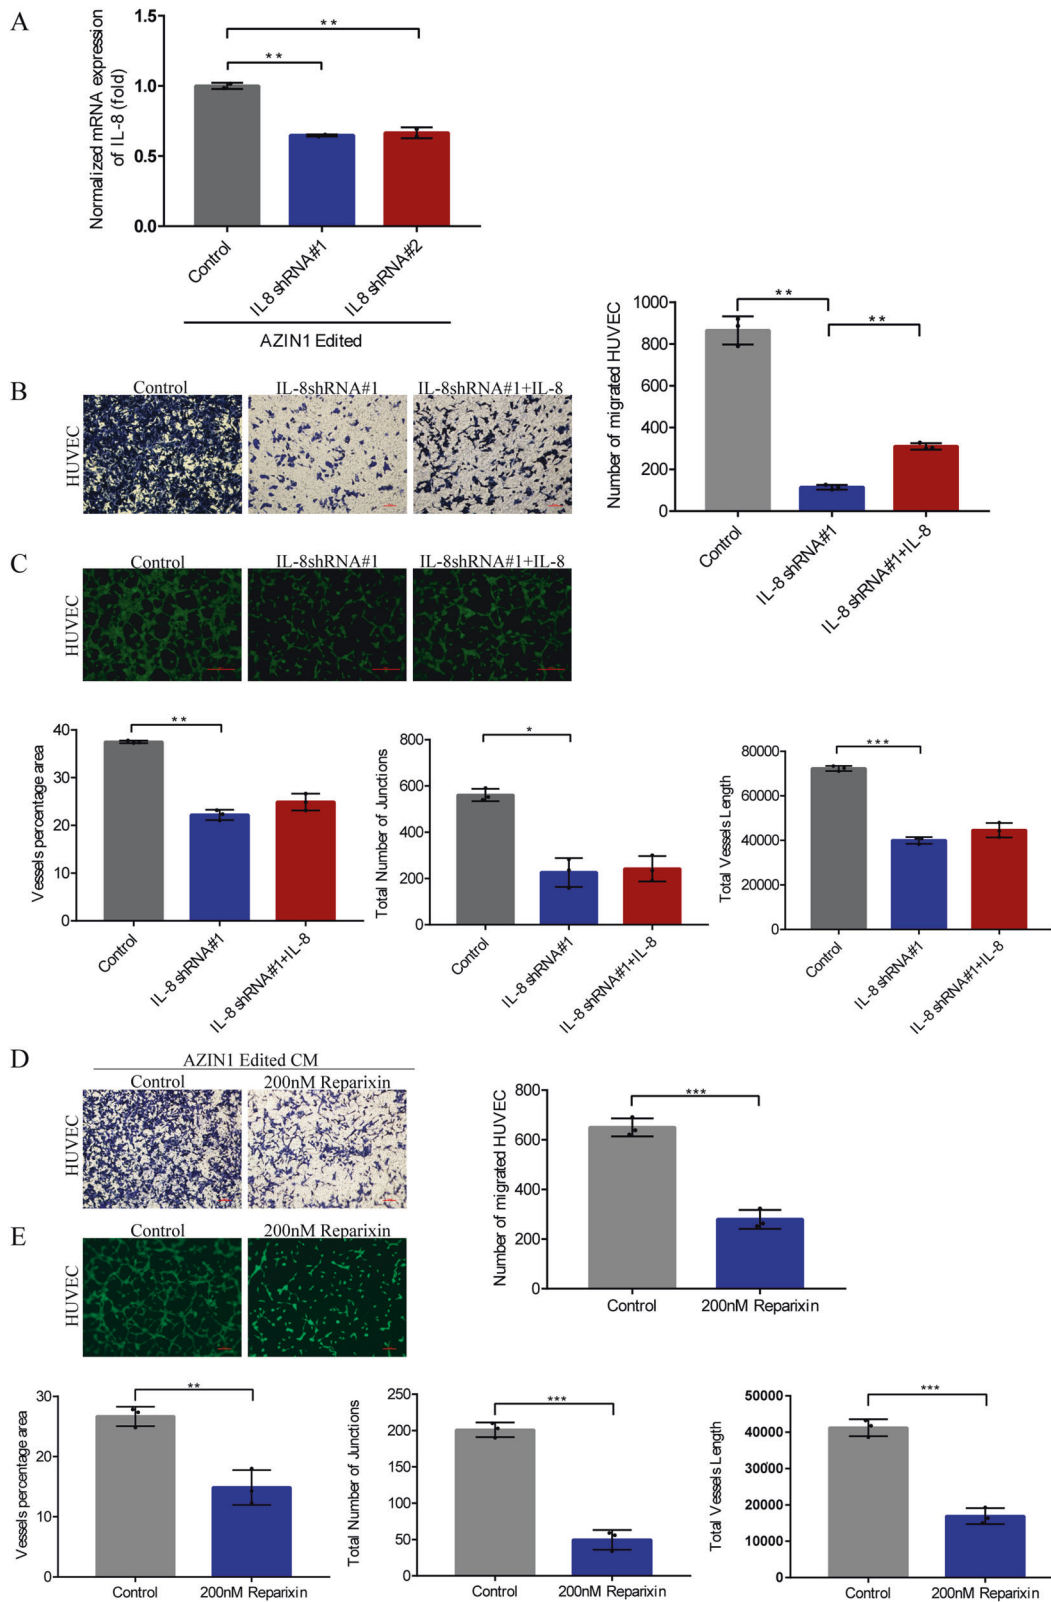 A
Normalized mRNA expression
of IL-8 (fold)
1.5
1.0
0.5
0.0
**
**
Control
IL8 shRNA#1
IL8 shRNA#2
AZIN1 Edited
B
Control
IL-8shRNA#1
IL-8shRNA#1+IL-8
HUVEC
Number of migrated HUVEC
1000
800
600
400
200
0
**
**
Control
IL-8 shRNA#1
IL-8 shRNA#1+IL-8
C
Control
IL-8shRNA#1
IL-8shRNA#1+IL-8
HUVEC
Vessels percentage area
40
30
20
10
0
**
Control
IL-8 shRNA#1
IL-8 shRNA#1+IL-8
Total Number of Junctions
800
600
400
200
0
*
Control
IL-8 shRNA#1
IL-8 shRNA#1+IL-8
Total Vessels Length
80000
60000
40000
20000
0
***
Control
IL-8 shRNA#1
IL-8 shRNA#1+IL-8
D
AZIN1 Edited CM
Control
200nM Reparixin
HUVEC
Number of migrated HUVEC
800
600
400
200
0
***
Control
200nM Reparixin
E
Control
200nM Reparixin
HUVEC
Vessels percentage area
30
20
10
0
**
Control
200nM Reparixin
Total Number of Junctions
250
200
150
100
50
0
***
Control
200nM Reparixin
Total Vessels Length
50000
40000
30000
20000
10000
0
***
Control
200nM Reparixin